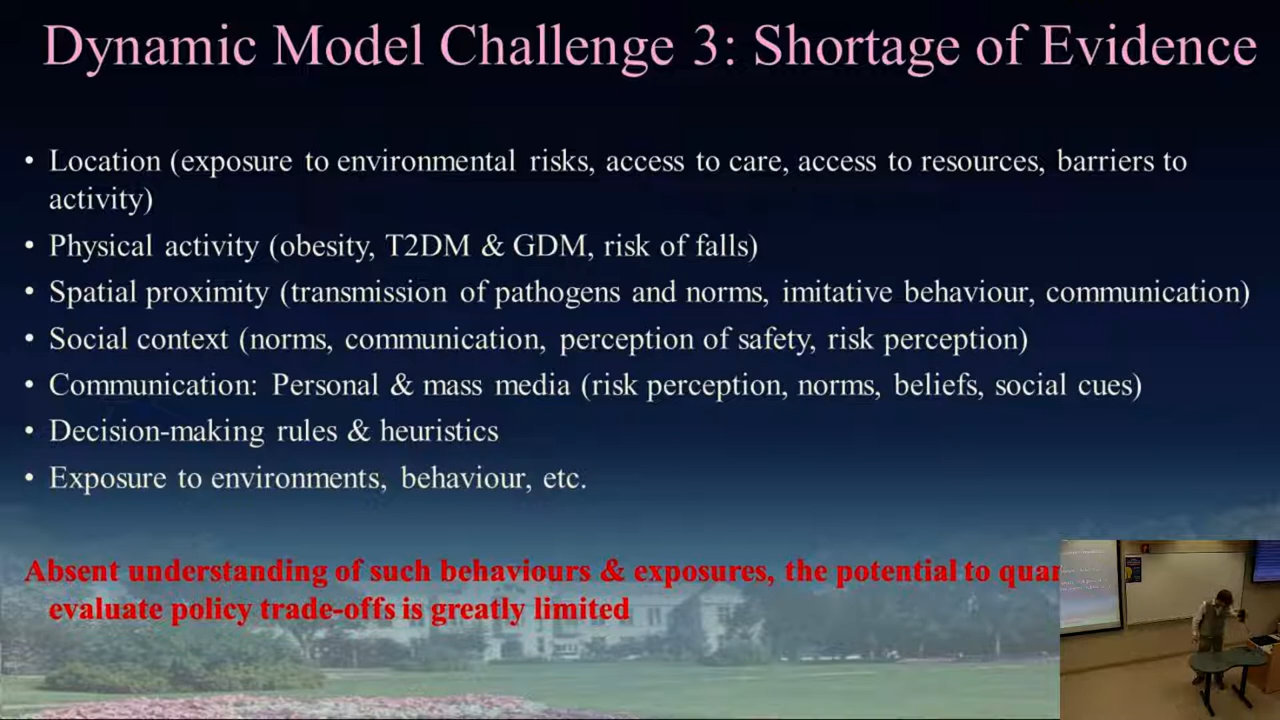 Dynamic Model Challenge 3: Shortage of Evidence
• Location (exposure to environmental risks, access to care, access to resources, barriers to
activity)
• Physical activity (obesity, T2DM & GDM, risk of falls)
• Spatial proximity (transmission of pathogens and norms, imitative behaviour, communication)
• Social context (norms, communication, perception of safety, risk perception)
• Communication: Personal & mass media (risk perception, norms, beliefs, social cues)
• Decision-making rules & heuristics
• Exposure to environments, behaviour, etc.
Absent understanding of such behaviours & exposures, the potential to
evaluate policy trade-offs is greatly limited